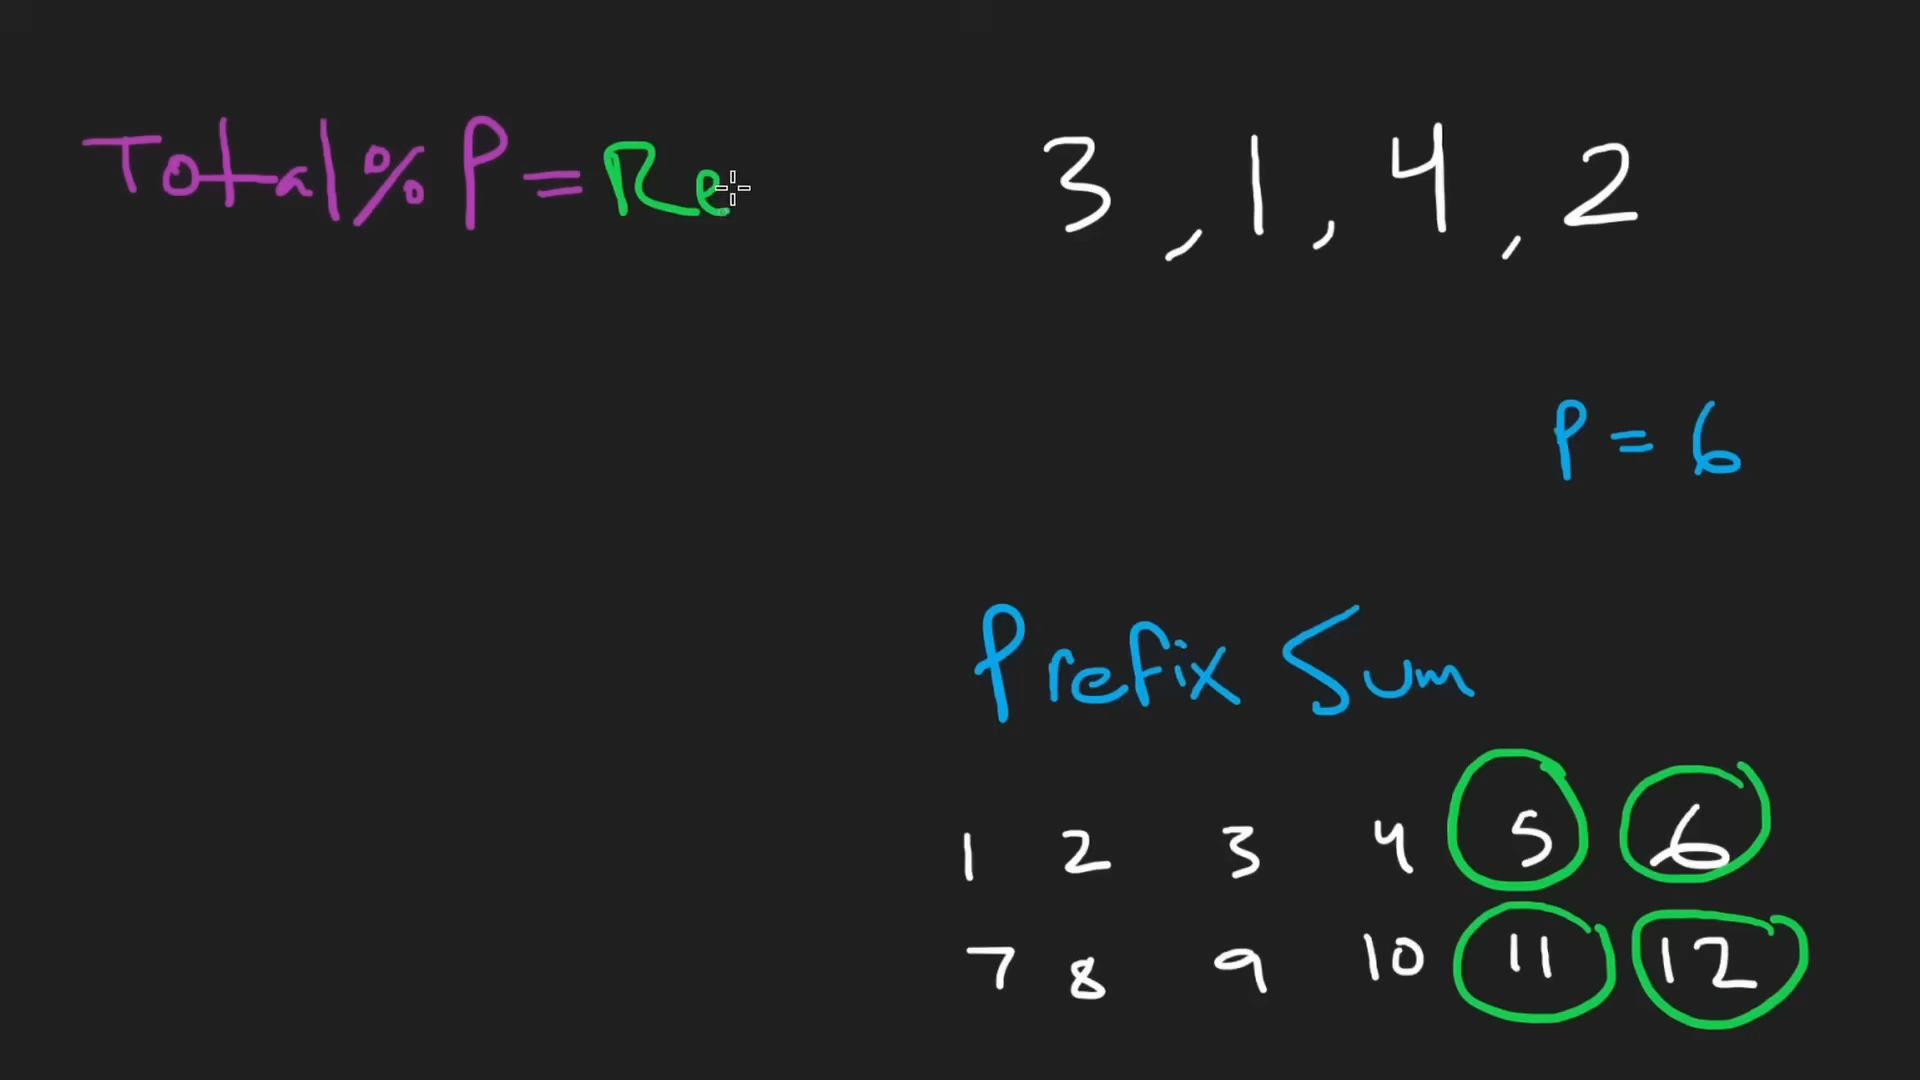 Total % P = Re
3, 1, 4, 2
P = 6
Prefix Sum
1 2 3 4 5 6
7 8 9 10 11 12